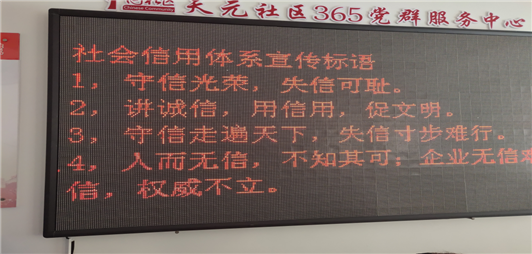 天元社区365党群服务中心
社会信用体系宣传标语
1，守信光荣，失信可耻。
2，讲诚信，用信用，促文明。
3，守信走遍天下，失信寸步难行。
4，人而无信，不知其可；企业无信
信，权威不立。